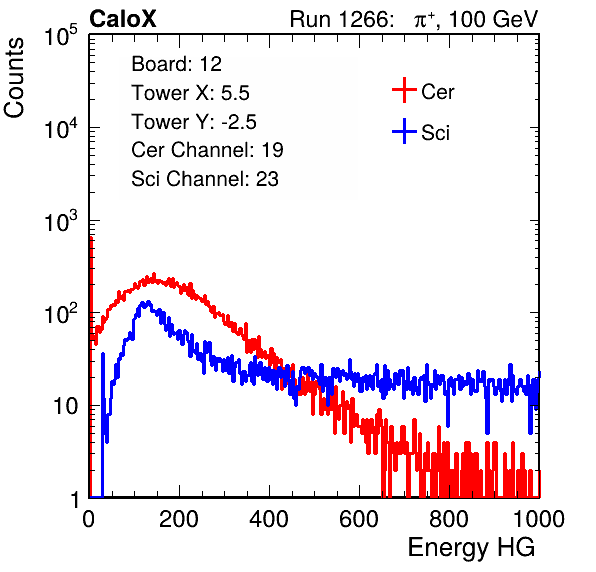 CaloX Run 1266: π⁺, 100 GeV
Counts
10⁵
10⁴
10³
10²
10
1
Board: 12
Tower X: 5.5
Tower Y: -2.5
Cer Channel: 19
Sci Channel: 23
Cer
Sci
0 200 400 600 800 1000
Energy HG